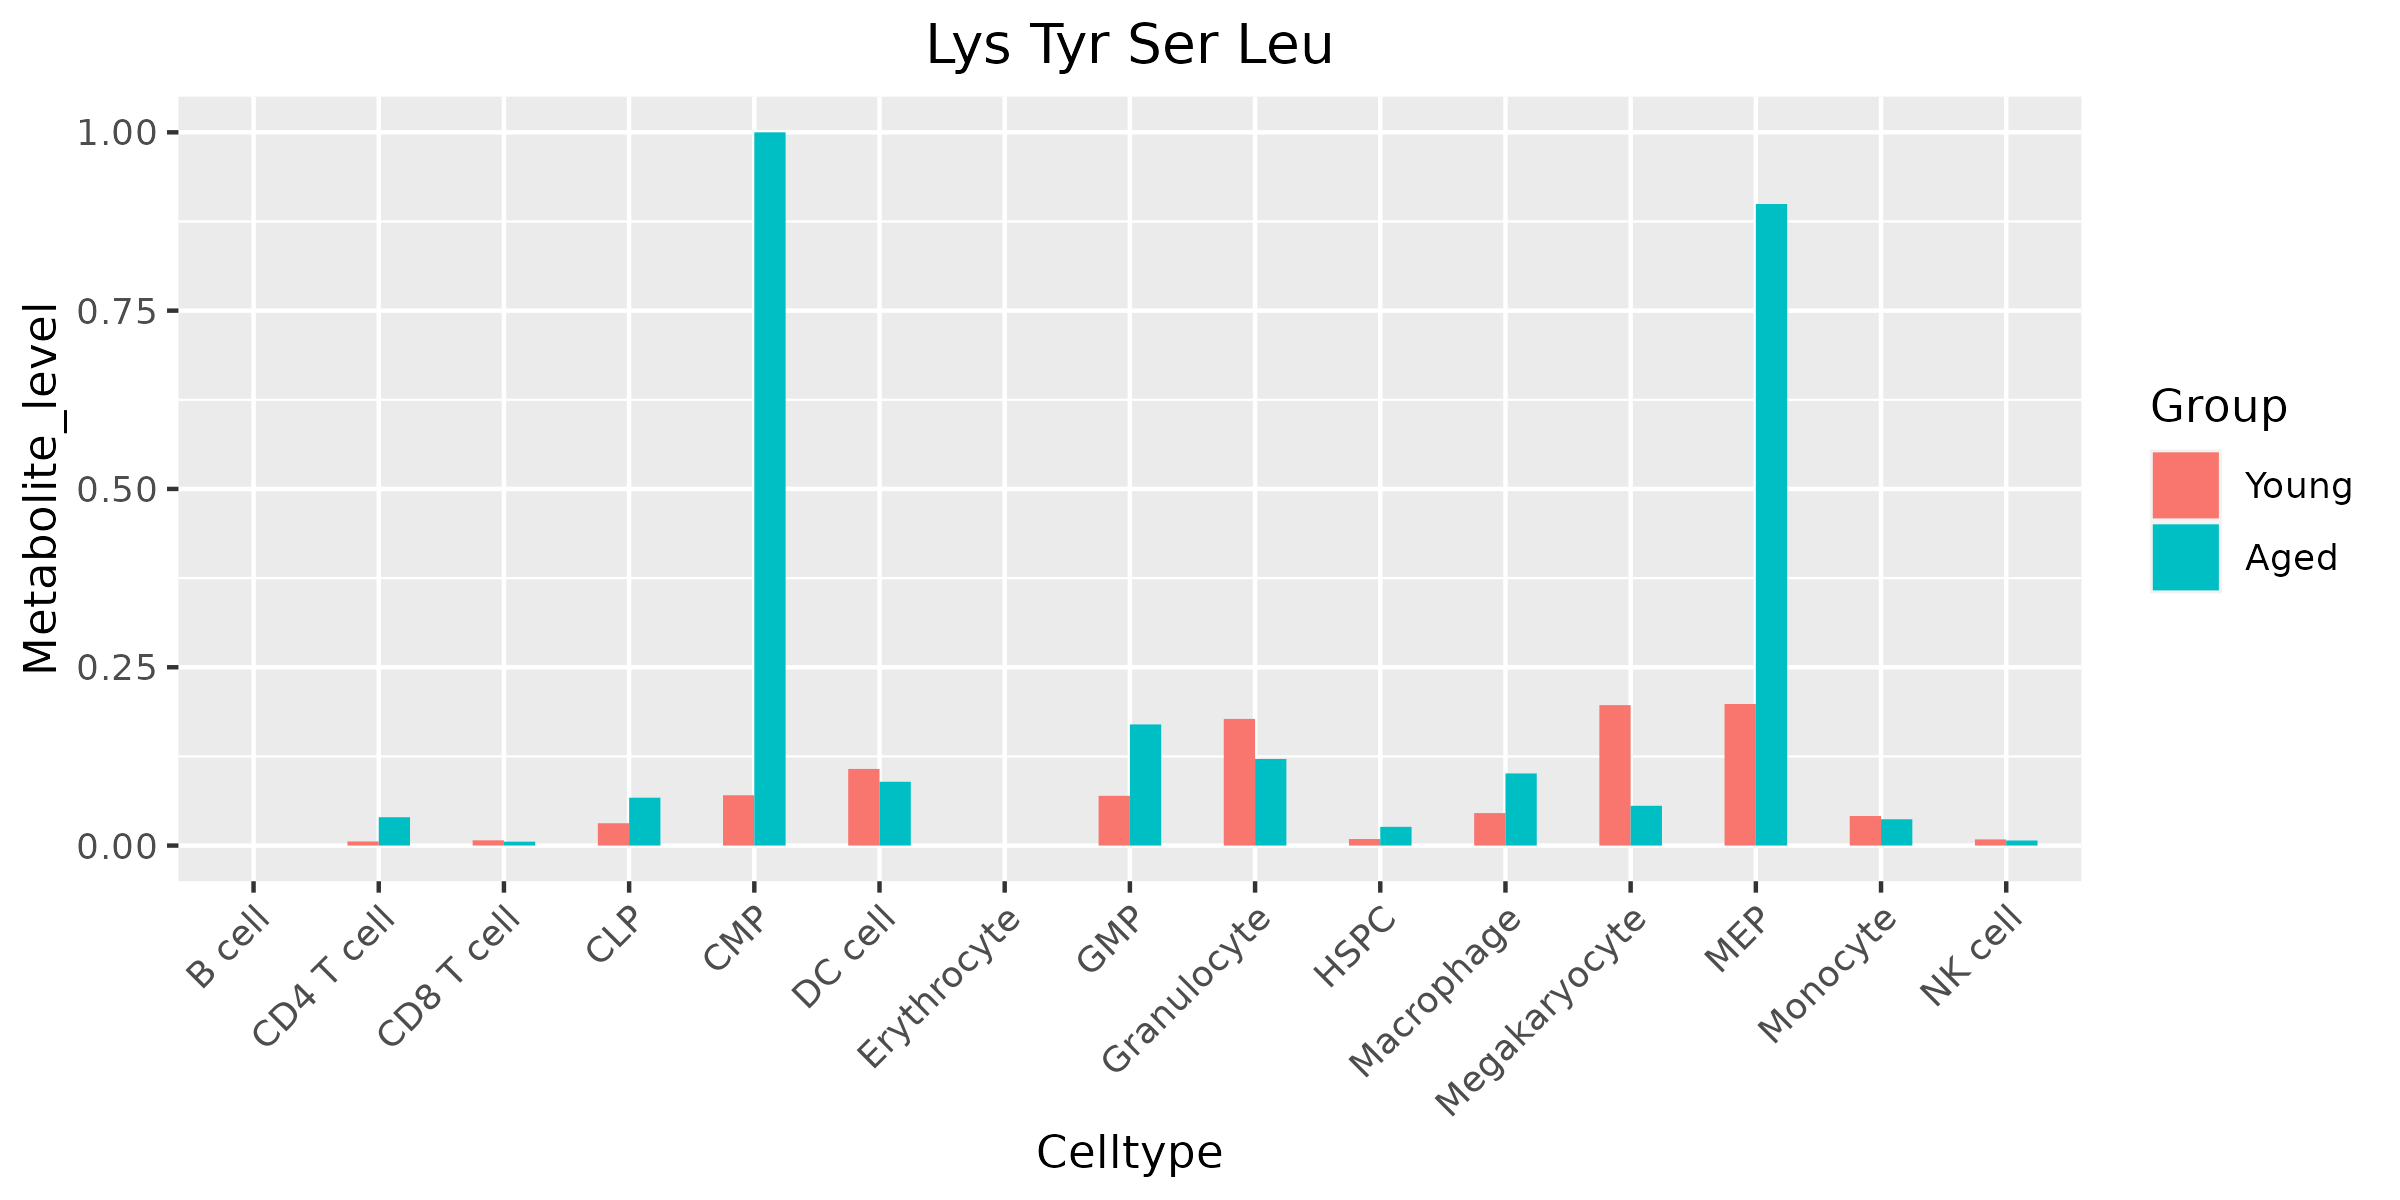 Lys Tyr Ser Leu
Metabolite_level
1.00
0.75
0.50
0.25
0.00
B cell
CD4 T cell
CD8 T cell
CLP
CMP
DC cell
Erythrocyte
GMP
Granulocyte
HSPC
Macrophage
Megakaryocyte
MEP
Monocyte
NK cell
Celltype
Group
Young
Aged